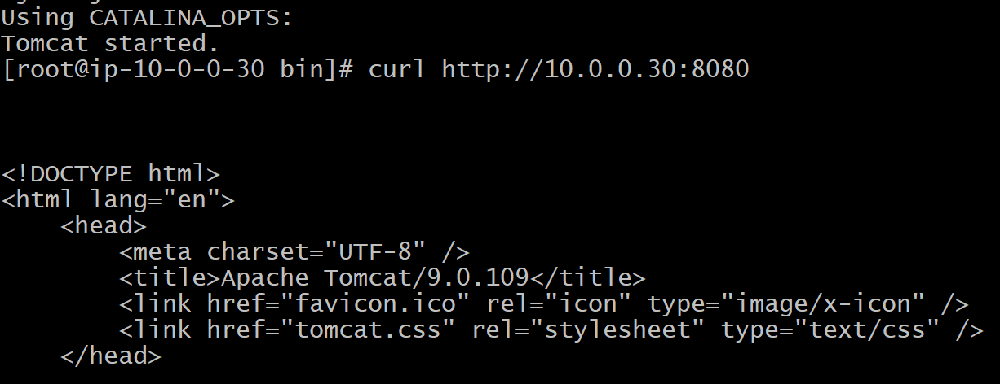 Using CATALINA_OPTS:
Tomcat started.
[root@ip-10-0-0-30 bin]# curl http://10.0.0.30:8080
<!DOCTYPE html>
<html lang="en">
    <head>
        <meta charset="UTF-8" />
        <title>Apache Tomcat/9.0.109</title>
        <link href="favicon.ico" rel="icon" type="image/x-icon" />
        <link href="tomcat.css" rel="stylesheet" type="text/css" />
    </head>